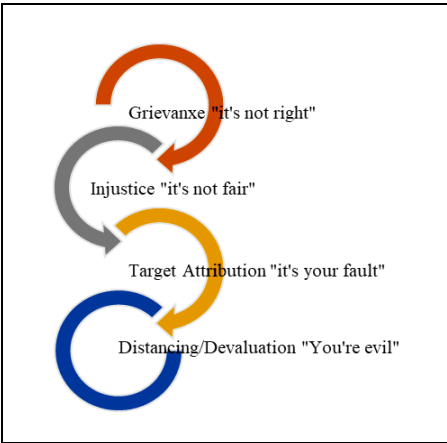 Grievanxe "it's not right"
Injustice "it's not fair"
Target Attribution "it's your fault"
Distancing/Devaluation "You're evil"